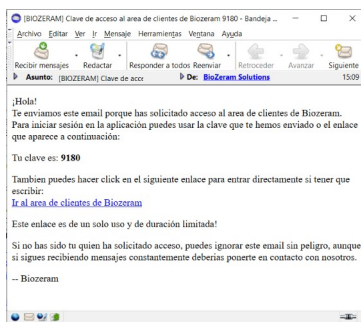 [BIOZERAM] Clave de acceso al area de clientes de Biozeram 9180 - Bandeja ...
Archivo Editar Ver Ir Mensaje Herramientas Ventana Ayuda
Recibir mensajes Redactar Responder a todos Reenviar Retroceder Avanzar Siguiente
Asunto: [BIOZERAM] Clave de acce De: BioZeram Solutions 15:09
¡Hola!
Te enviamos este email porque has solicitado acceso al area de clientes de Biozeram.
Para iniciar sesión en la aplicación puedes usar la clave que te hemos enviado o el enlace
que aparece a continuación:
Tu clave es: 9180
Tambien puedes hacer click en el siguiente enlace para entrar directamente si tener que
escribir:
Ir al area de clientes de Biozeram
Este enlace es de un solo uso y de duración limitada!
Si no has sido tu quien ha solicitado acceso, puedes ignorar este email sin peligro, aunque
si sigues recibiendo mensajes constantemente deberias ponerte en contacto con nosotros.
-- Biozeram